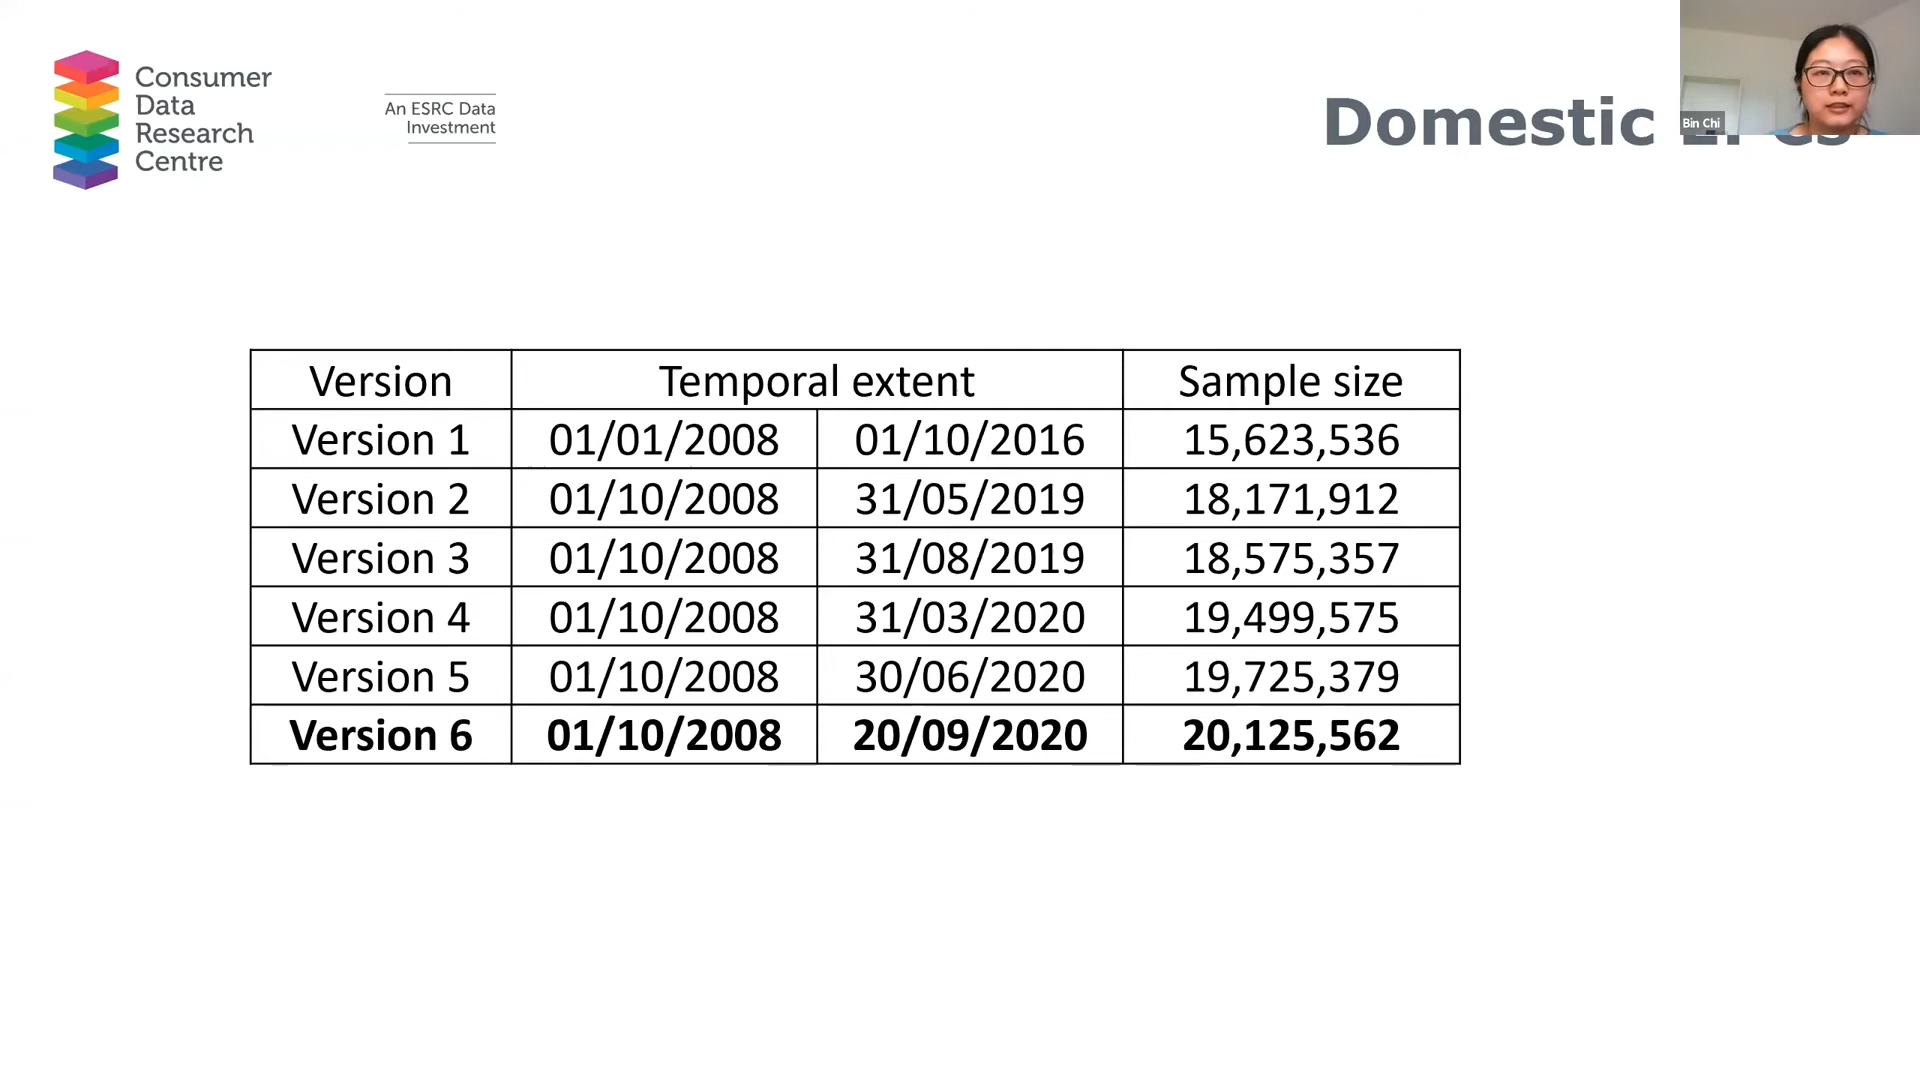 Consumer
Data
Research
Centre
An ESRC Data
Investment
Domestic
Bin Chi
Version Temporal extent Sample size
Version 1 01/01/2008 01/10/2016 15,623,536
Version 2 01/10/2008 31/05/2019 18,171,912
Version 3 01/10/2008 31/08/2019 18,575,357
Version 4 01/10/2008 31/03/2020 19,499,575
Version 5 01/10/2008 30/06/2020 19,725,379
Version 6 01/10/2008 20/09/2020 20,125,562